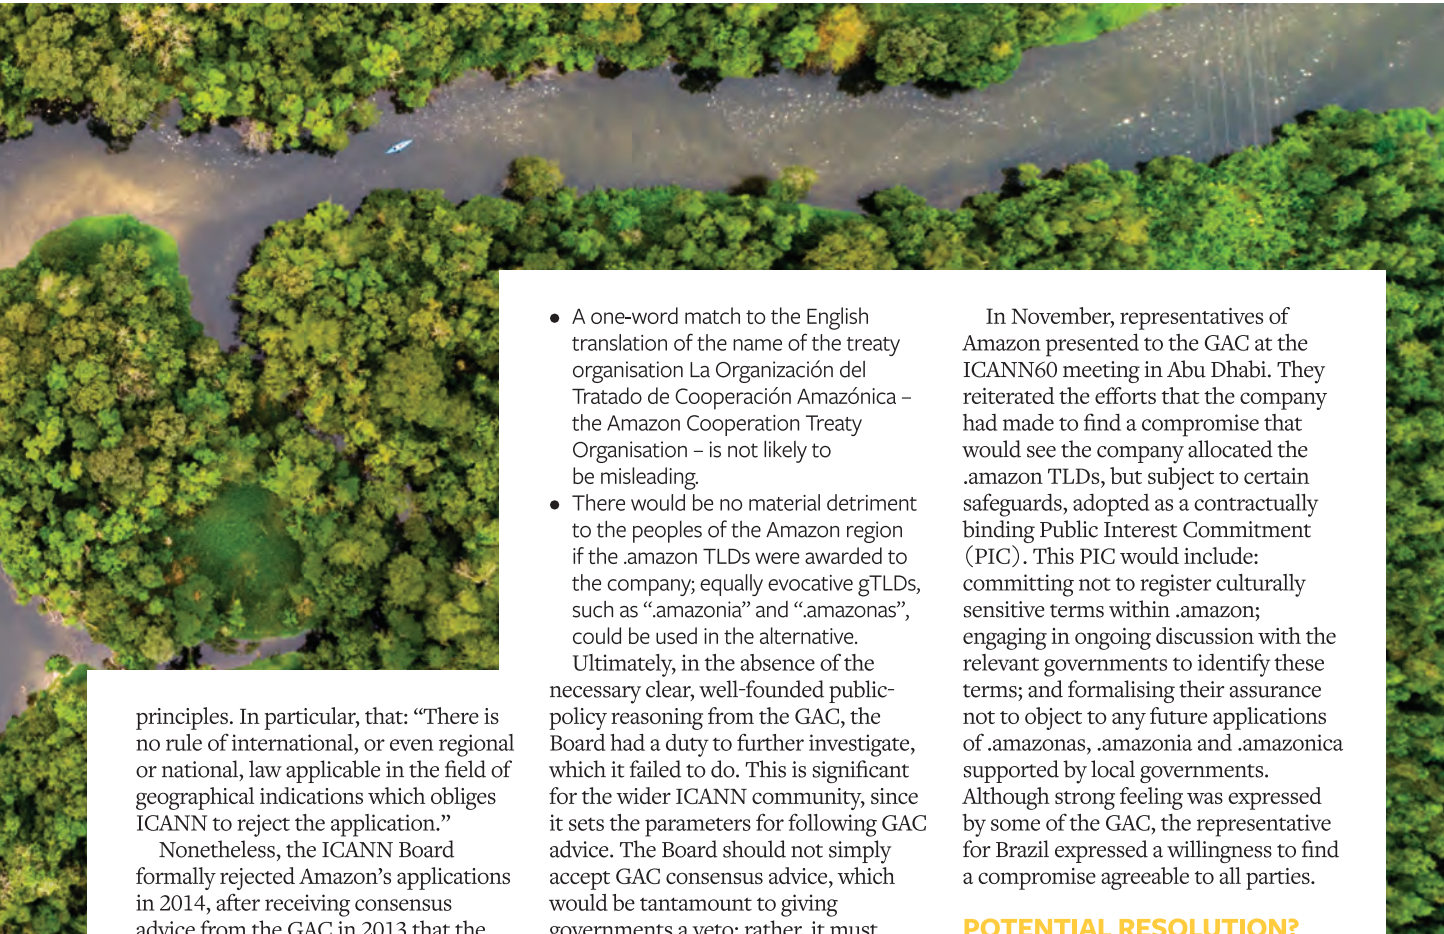 principles. In particular, that: “There is
no rule of international, or even regional
or national, law applicable in the field of
geographical indications which obliges
ICANN to reject the application.”
Nonetheless, the ICANN Board
formally rejected Amazon’s applications
in 2014, after receiving consensus
advice from the GAC in 2013 that the
● A one-word match to the English
translation of the name of the treaty
organisation La Organización del
Tratado de Cooperación Amazónica –
the Amazon Cooperation Treaty
Organisation – is not likely to
be misleading.
● There would be no material detriment
to the peoples of the Amazon region
if the .amazon TLDs were awarded to
the company; equally evocative gTLDs,
such as “.amazonia” and “.amazonas”,
could be used in the alternative.
Ultimately, in the absence of the
necessary clear, well-founded public-
policy reasoning from the GAC, the
Board had a duty to further investigate,
which it failed to do. This is significant
for the wider ICANN community, since
it sets the parameters for following GAC
advice. The Board should not simply
accept GAC consensus advice, which
would be tantamount to giving
governments a veto; rather, it must
In November, representatives of
Amazon presented to the GAC at the
ICANN60 meeting in Abu Dhabi. They
reiterated the efforts that the company
had made to find a compromise that
would see the company allocated the
.amazon TLDs, but subject to certain
safeguards, adopted as a contractually
binding Public Interest Commitment
(PIC). This PIC would include:
committing not to register culturally
sensitive terms within .amazon;
engaging in ongoing discussion with the
relevant governments to identify these
terms; and formalising their assurance
not to object to any future applications
of .amazonas, .amazonia and .amazonica
supported by local governments.
Although strong feeling was expressed
by some of the GAC, the representative
for Brazil expressed a willingness to find
a compromise agreeable to all parties.
POTENTIAL RESOLUTION?